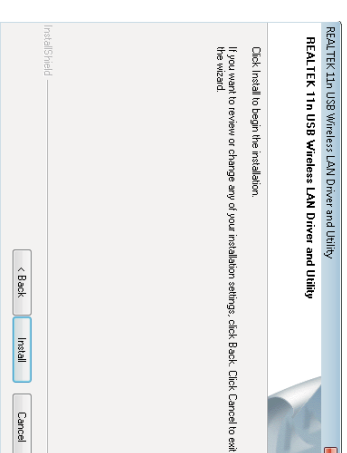 REALTEK 11n USB Wireless LAN Driver and Utility
REALTEK 11n USB Wireless LAN Driver and Utility
Click Install to begin the installation.
If you want to review or change any of your installation settings, click Back. Click Cancel to exit
the wizard.
InstallShield
< Back
Install
Cancel